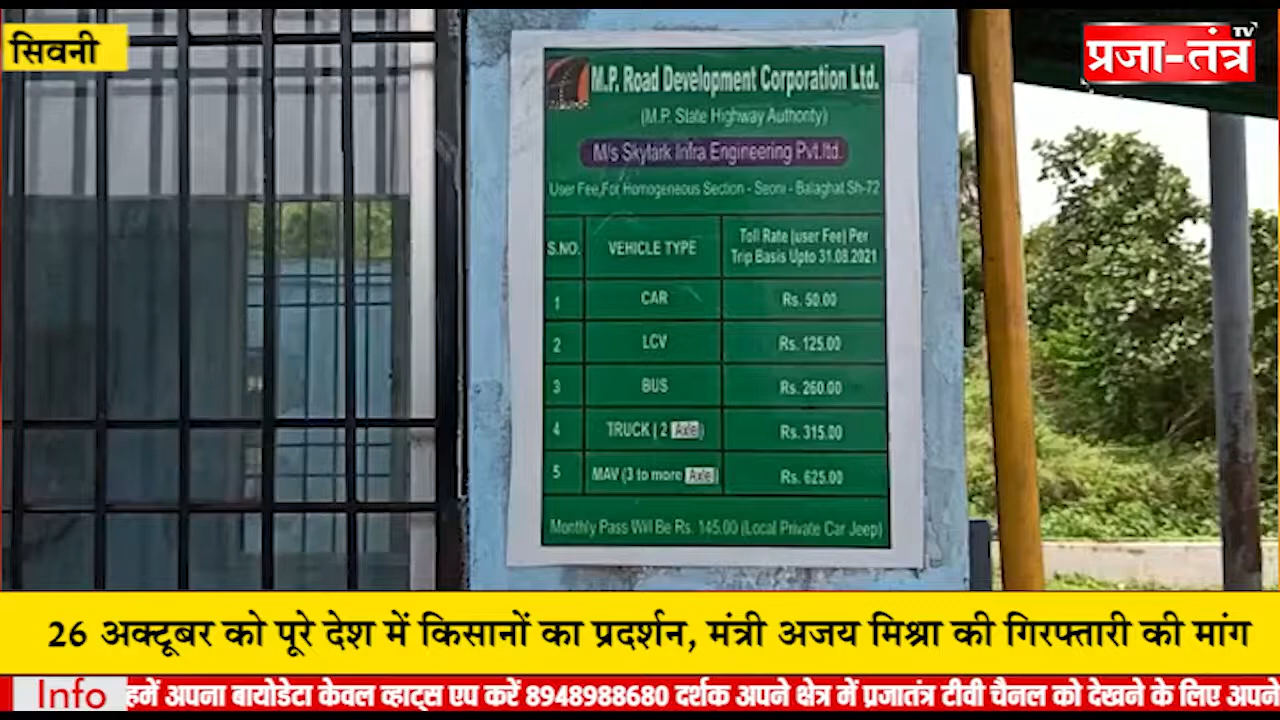 सिवनी
प्रजा-तंत्र TV
M.P. Road Development Corporation Ltd.
(M.P. State Highway Authority)
M/s Skylark Infra Engineering Pvt.ltd.
User Fee,For Homogeneous Section - Seoni - Balaghat Sh-72
S.NO. VEHICLE TYPE Toll Rate (user Fee) Per Trip Basis Upto 31.08.2021
1 CAR Rs. 50.00
2 LCV Rs. 125.00
3 BUS Rs. 260.00
4 TRUCK ( 2 Axle) Rs. 315.00
5 MAV (3 to more Axle) Rs. 625.00
Monthly Pass Will Be Rs. 145.00 (Local Private Car Jeep)
26 अक्टूबर को पूरे देश में किसानों का प्रदर्शन, मंत्री अजय मिश्रा की गिरफ्तारी की मांग
Info हमें अपना बायोडेटा केवल व्हाट्स एप करें 8948988680 दर्शक अपने क्षेत्र में प्रजातंत्र टीवी चैनल को देखने के लिए अपने